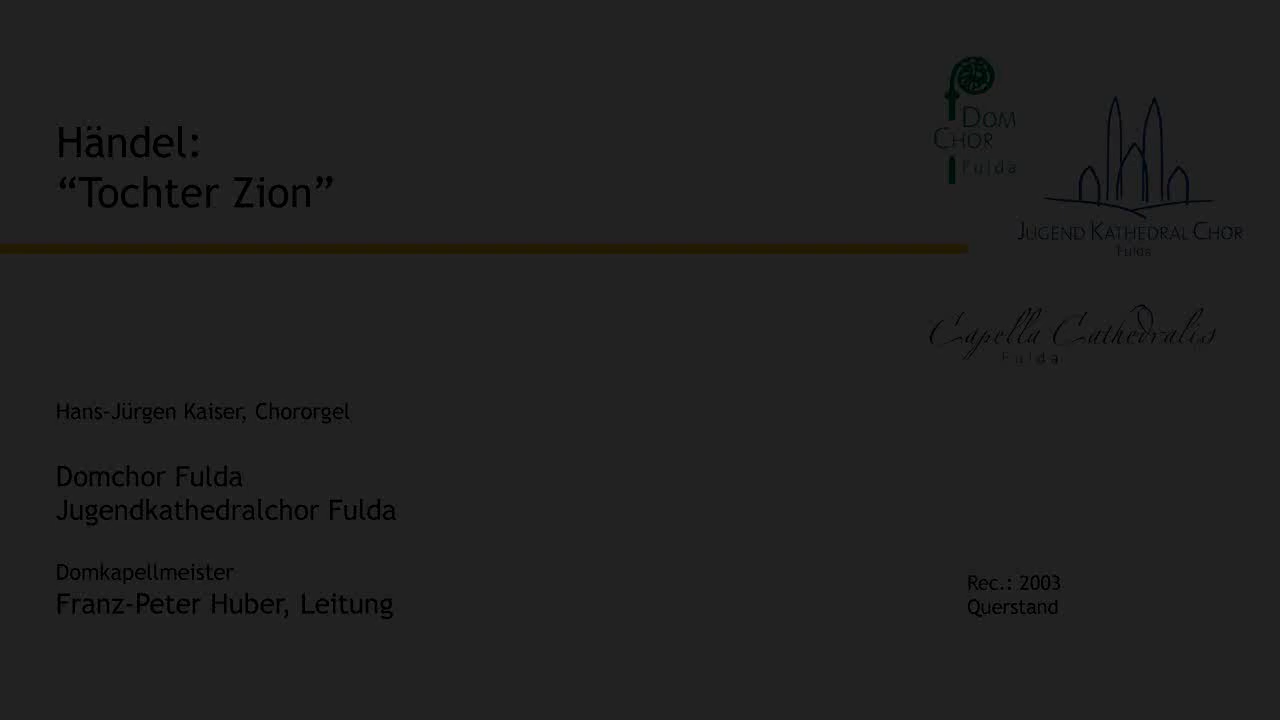 Händel:
“Tochter Zion”
DOM
CHOR
Fulda
JUGEND KATHEDRAL CHOR
Fulda
Capella Cathedralis
Fulda
Hans-Jürgen Kaiser, Chororgel
Domchor Fulda
Jugendkathedralchor Fulda
Domkapellmeister
Franz-Peter Huber, Leitung
Rec.: 2003
Querstand